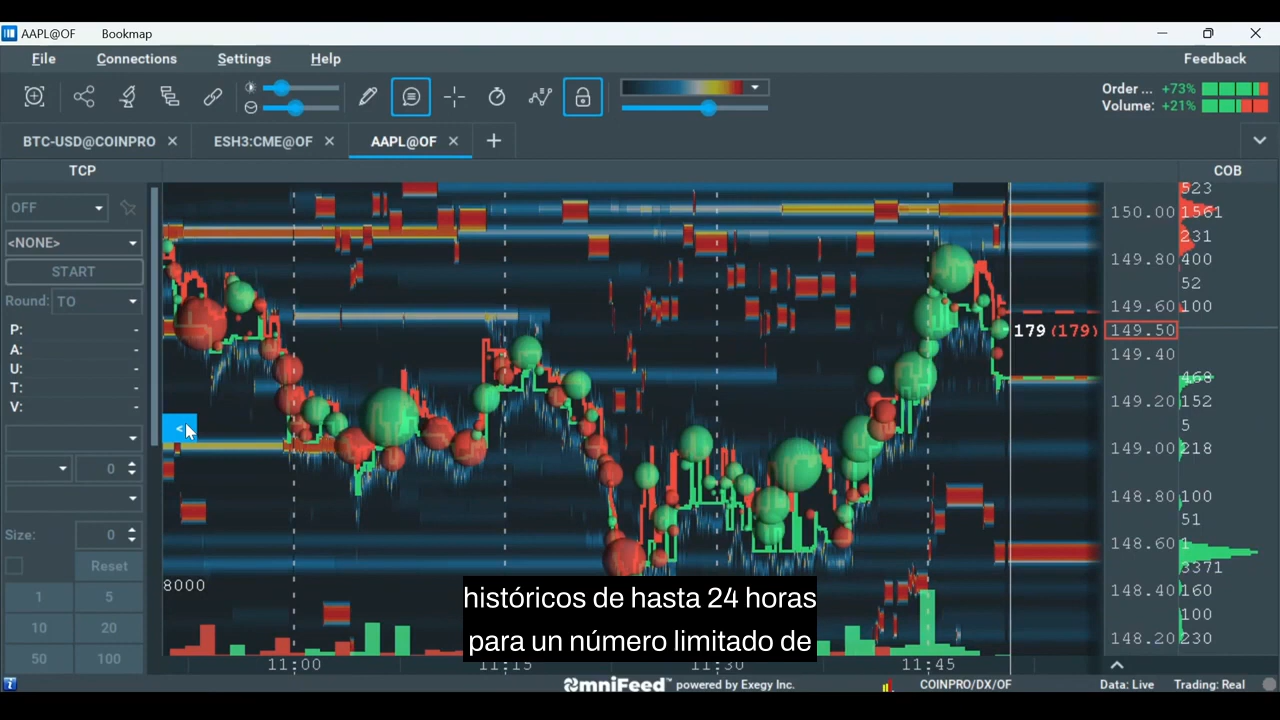 AAPL@OF Bookmap
File Connections Settings Help Feedback
Order ... +73%
Volume: +21%
BTC-USD@COINPRO ESH3:CME@OF AAPL@OF
TCP COB
OFF
<NONE>
START
Round: TO
P: -
A: -
U: -
T: -
V: -
0
Size: 0
Reset
1 5
10 20
50 100
8000
179 (179)
523
150.00 1561
231
149.80 400
52
149.60 100
149.50
149.40
468
149.20 152
5
149.00 218
148.80 100
51
148.60 1
3371
148.40 160
100
148.20 230
históricos de hasta 24 horas
para un número limitado de
11:00 11:15 11:30 11:45
OmniFeed powered by Exegy Inc. COINPRO/DX/OF Data: Live Trading: Real